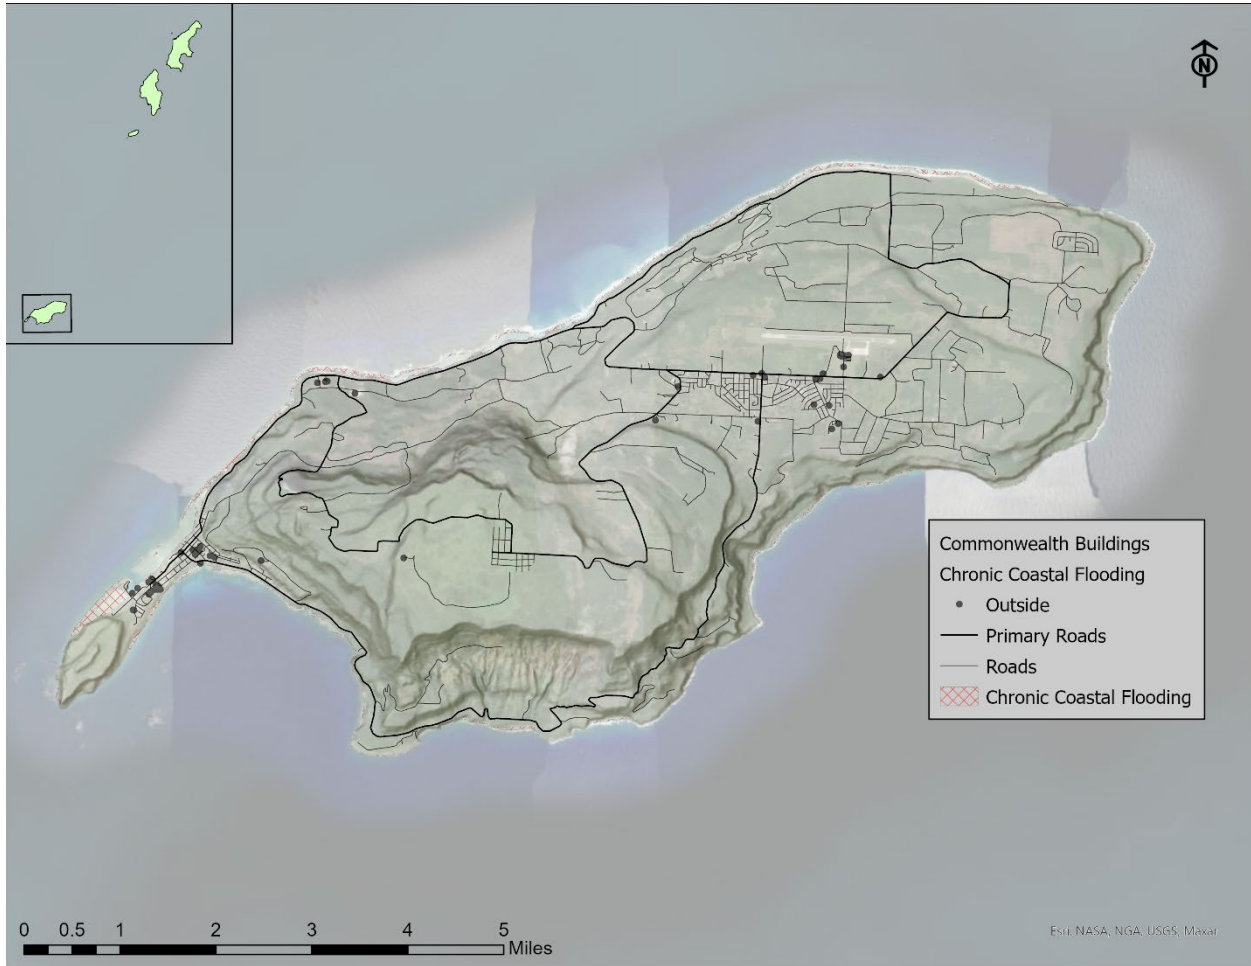 N
Commonwealth Buildings
Chronic Coastal Flooding
Outside
Primary Roads
Roads
Chronic Coastal Flooding
0 0.5 1 2 3 4 5
Miles
Esri, NASA, NGA, USGS, Maxar